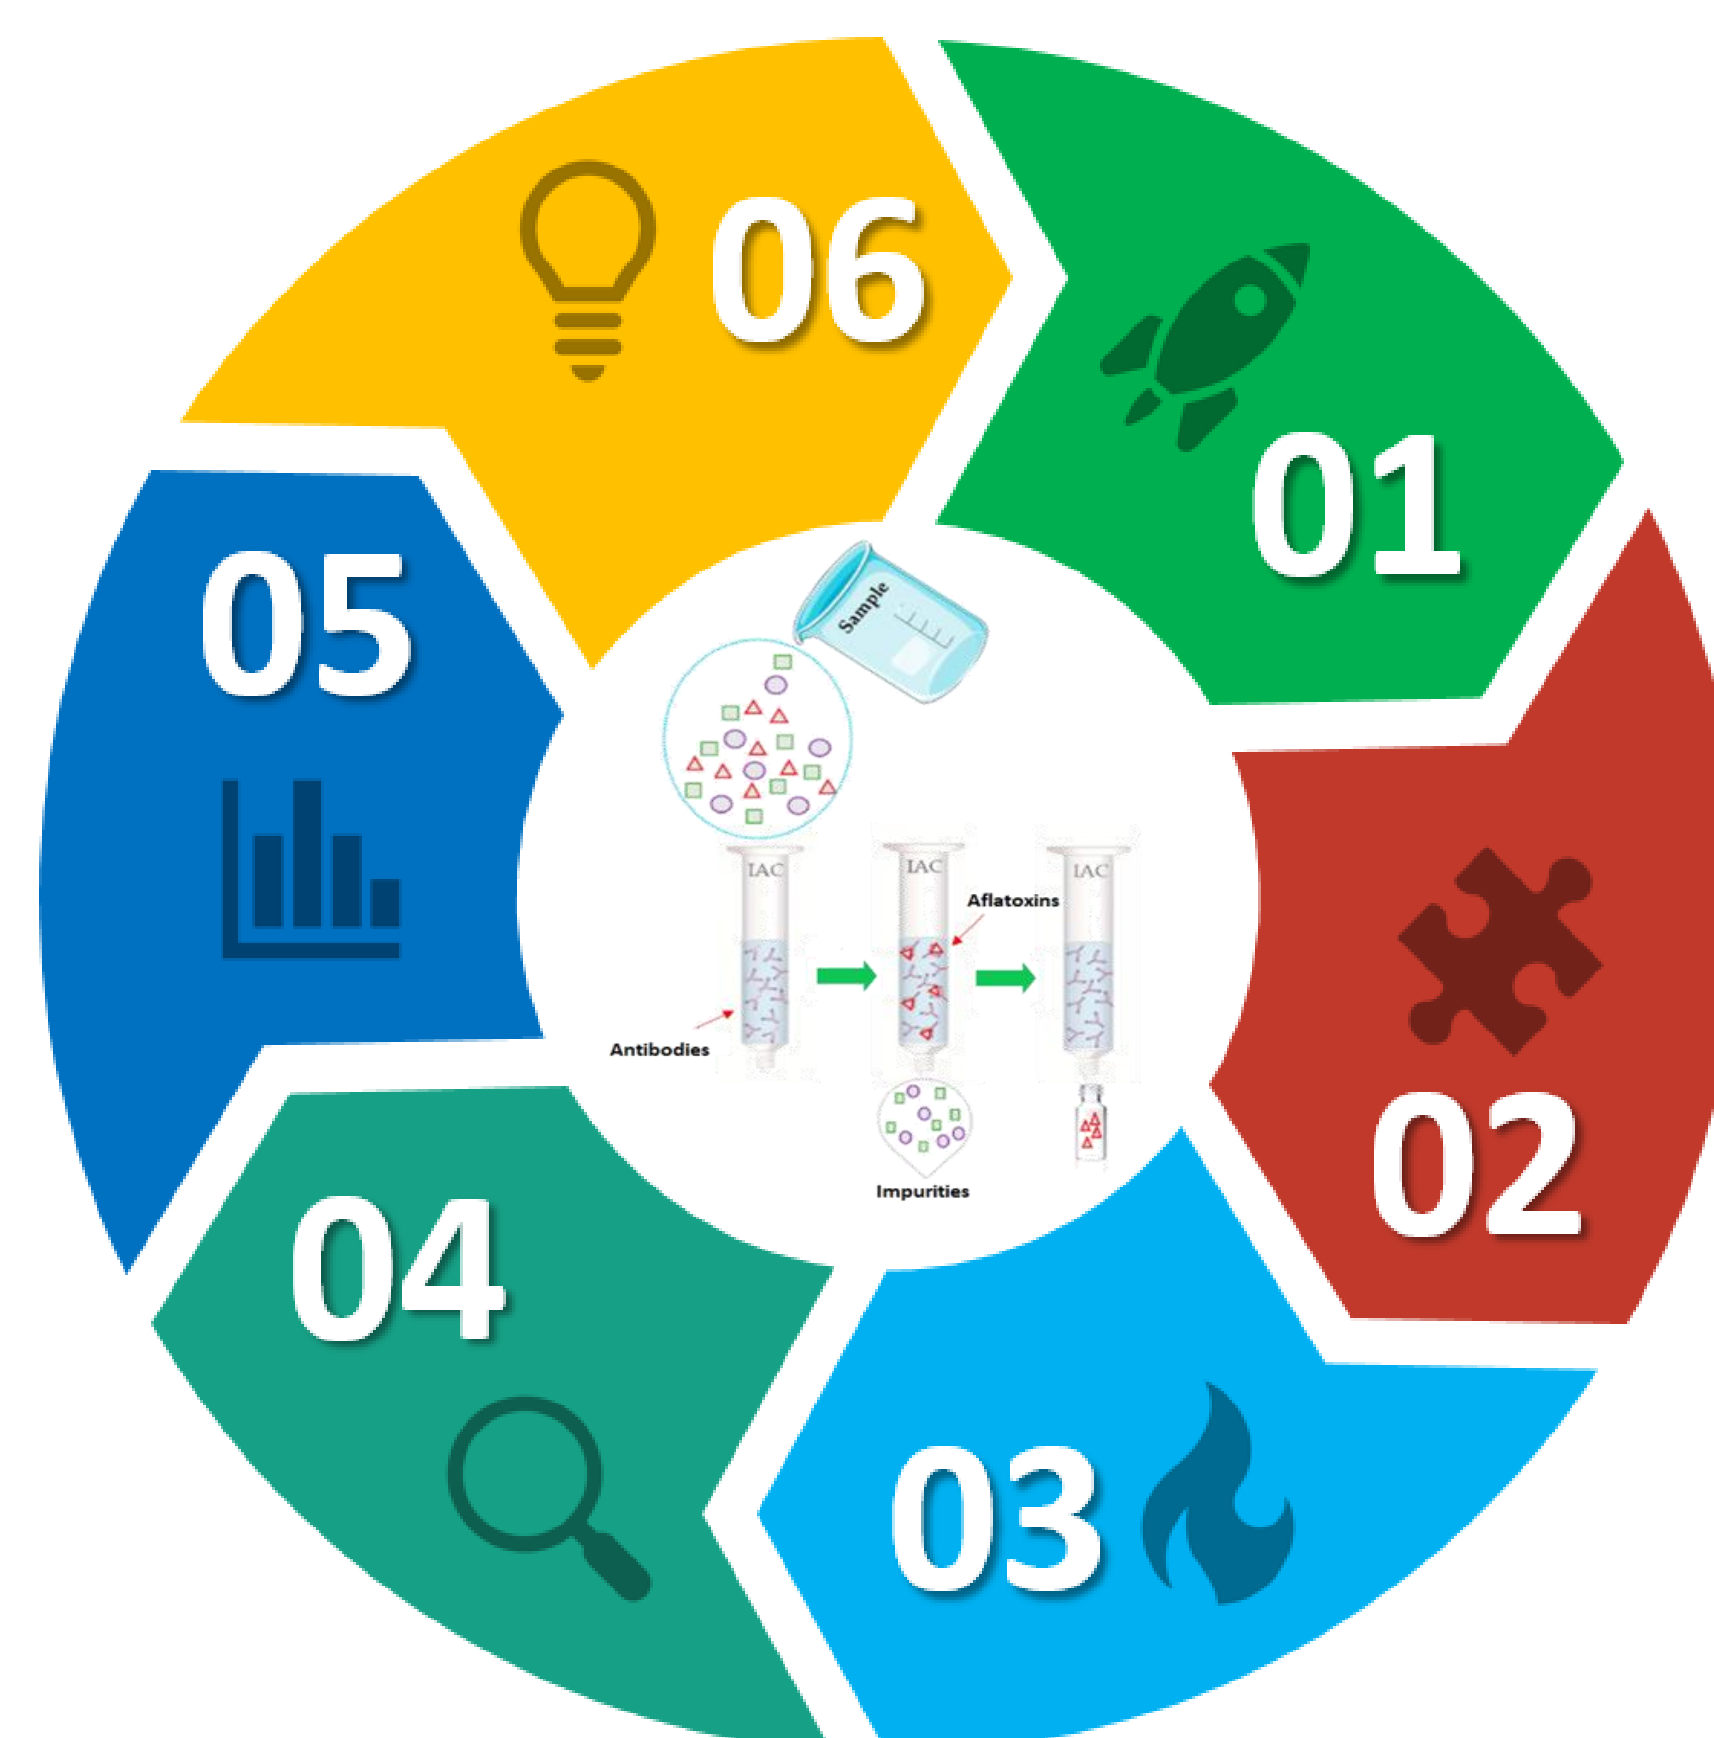 06
01
05
Sample
IAC
IAC
IAC
Aflatoxins
Antibodies
02
Impurities
04
03